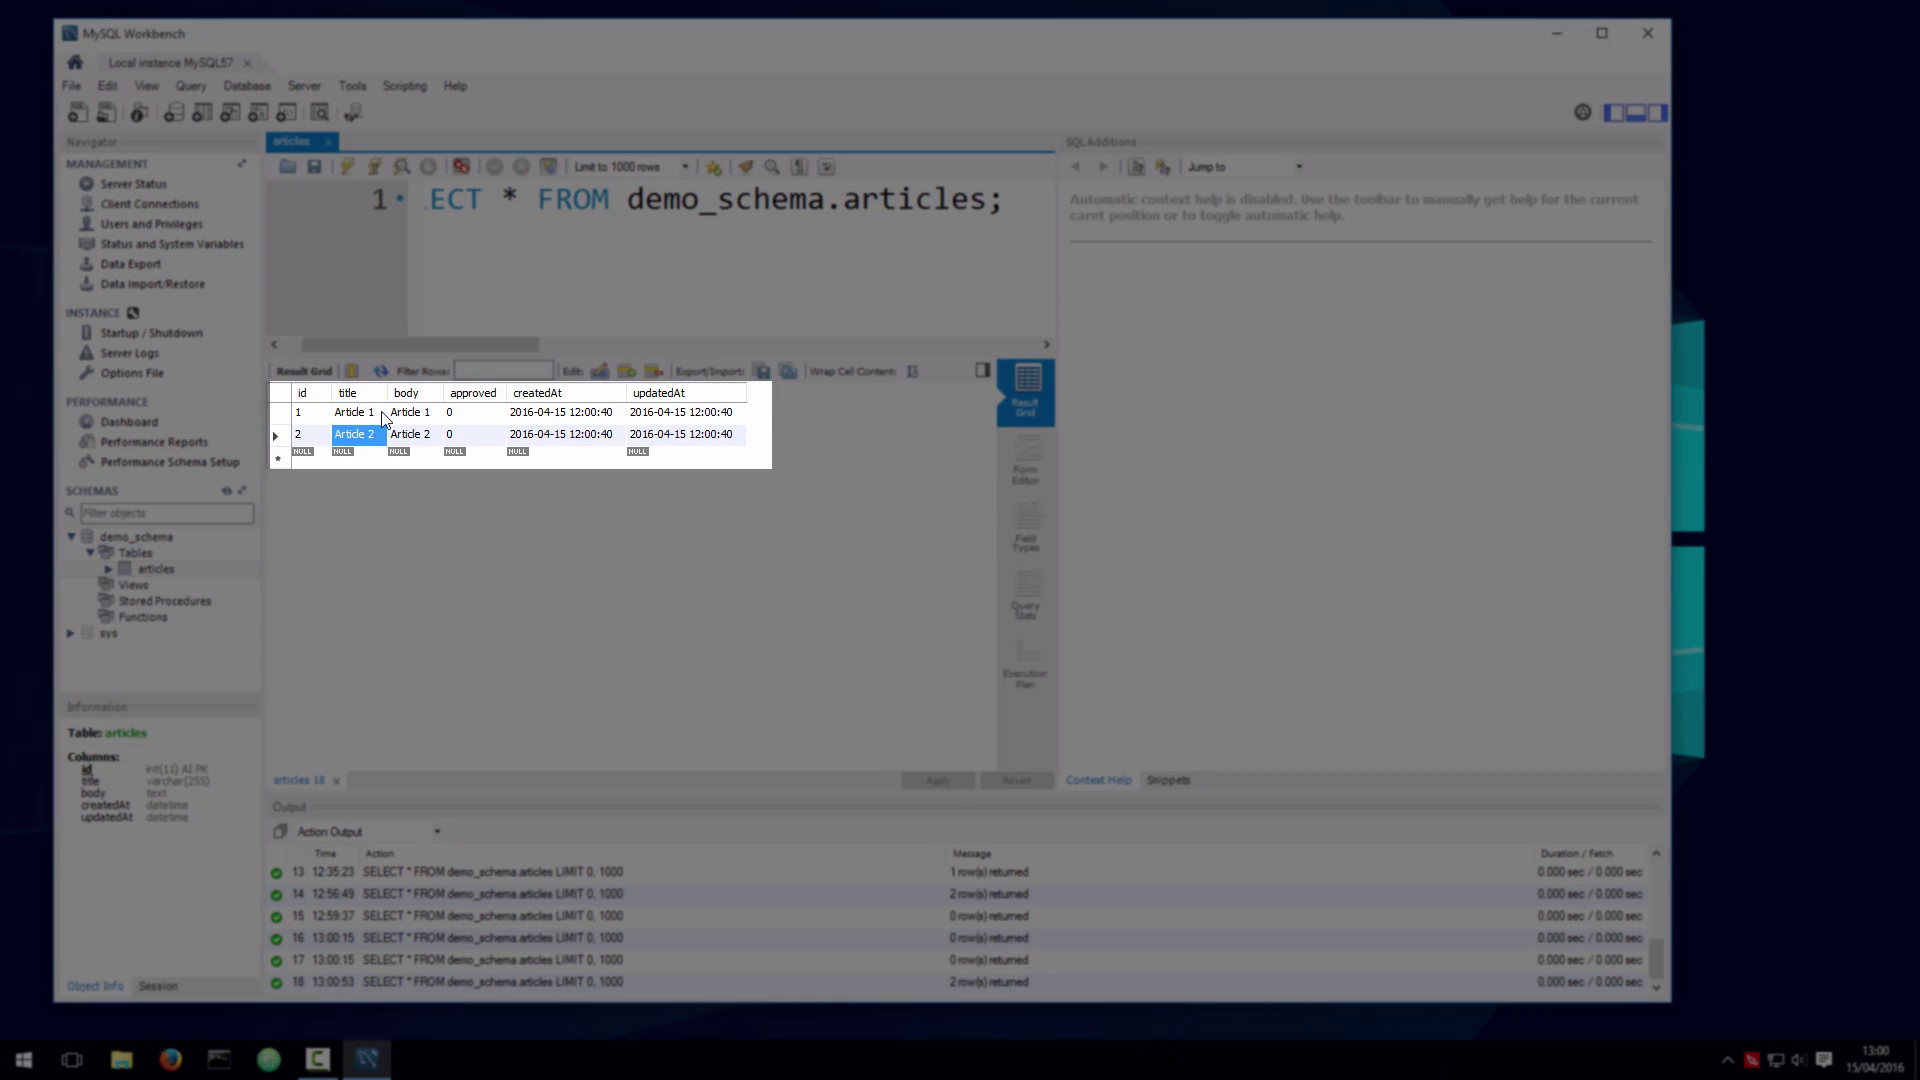 MySQL Workbench
Local instance MySQL57
File Edit View Query Database Server Tools Scripting Help
Navigator
MANAGEMENT
Server Status
Client Connections
Users and Privileges
Status and System Variables
Data Export
Data Import/Restore
INSTANCE
Startup / Shutdown
Server Logs
Options File
PERFORMANCE
Dashboard
Performance Reports
Performance Schema Setup
SCHEMAS
Filter objects
demo_schema
Tables
articles
Views
Stored Procedures
Functions
sys
Information
Table: articles
Columns:
id int(11) AI PK
title varchar(255)
body text
createdAt datetime
updatedAt datetime
Object Info Session
articles
Limit to 1000 rows
1 ECT * FROM demo_schema.articles;
Result Grid Filter Rows: Edit: Export/Import: Wrap Cell Content:
id title body approved createdAt updatedAt
1 Article 1 Article 1 0 2016-04-15 12:00:40 2016-04-15 12:00:40
2 Article 2 Article 2 0 2016-04-15 12:00:40 2016-04-15 12:00:40
* NULL NULL NULL NULL NULL NULL
Result
Grid
Form
Editor
Field
Types
Query
Stats
Execution
Plan
articles 18 Apply Revert
SQLAdditions
Jump to
Automatic context help is disabled. Use the toolbar to manually get help for the current
caret position or to toggle automatic help.
Context Help Snippets
Output
Action Output
Time Action Message Duration / Fetch
13 12:35:23 SELECT * FROM demo_schema.articles LIMIT 0, 1000 1 row(s) returned 0.000 sec / 0.000 sec
14 12:56:49 SELECT * FROM demo_schema.articles LIMIT 0, 1000 2 row(s) returned 0.000 sec / 0.000 sec
15 12:59:37 SELECT * FROM demo_schema.articles LIMIT 0, 1000 0 row(s) returned 0.000 sec / 0.000 sec
16 13:00:15 SELECT * FROM demo_schema.articles LIMIT 0, 1000 0 row(s) returned 0.000 sec / 0.000 sec
17 13:00:15 SELECT * FROM demo_schema.articles LIMIT 0, 1000 0 row(s) returned 0.000 sec / 0.000 sec
18 13:00:53 SELECT * FROM demo_schema.articles LIMIT 0, 1000 2 row(s) returned 0.000 sec / 0.000 sec
13:00
15/04/2016